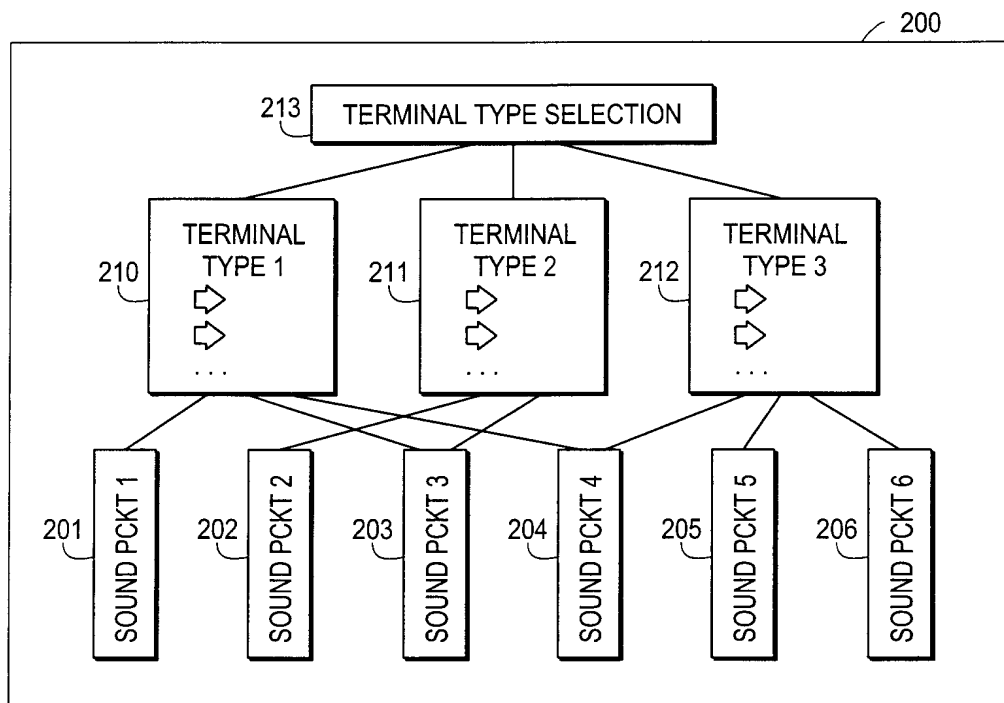 200
213
TERMINAL TYPE SELECTION
TERMINAL
TYPE 1
TERMINAL
TYPE 2
TERMINAL
TYPE 3
210
211
212
. . .
. . .
. . .
SOUND PCKT 1
SOUND PCKT 2
SOUND PCKT 3
SOUND PCKT 4
SOUND PCKT 5
SOUND PCKT 6
201
202
203
204
205
206